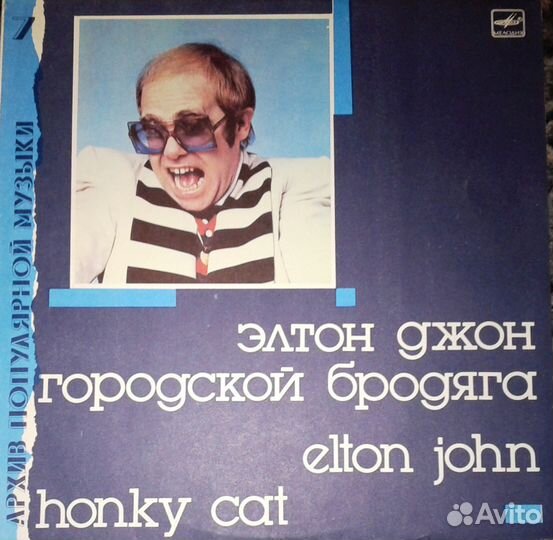 7
АРХИВ ПОПУЛЯРНОЙ МУЗЫКИ
МЕЛОДИЯ
элтон джон
городской бродяга
elton john
honky cat
Avito